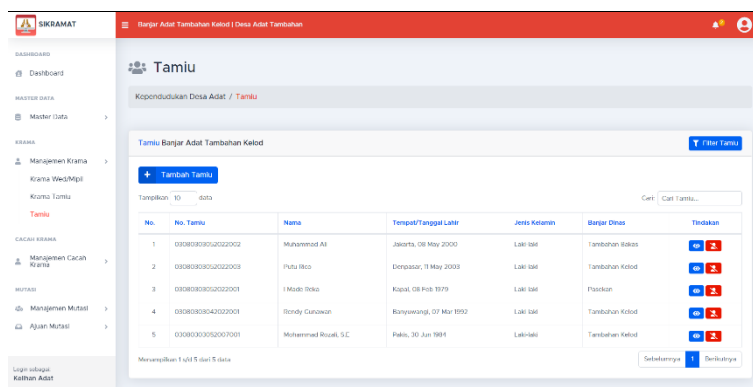 SIKRAMAT
Banjar Adat Tambahan Kelod | Desa Adat Tambahan
DASHBOARD
Dashboard
MASTER DATA
Master Data
KRAMA
Manajemen Krama
Krama Wed/Mipil
Krama Tamiu
Tamiu
CACAH KRAMA
Manajemen Cacah
Krama
MUTASI
Manajemen Mutasi
Ajuan Mutasi
Login sebagai
Kelihan Adat
Tamiu
Kependudukan Desa Adat / Tamiu
Tamiu Banjar Adat Tambahan Kelod
Filter Tamiu
+ Tambah Tamiu
Tampilkan 10 data
Cari: Cari Tamiu...
No. No. Tamiu Nama Tempat/Tanggal Lahir Jenis Kelamin Banjar Dinas Tindakan
1 03080303052022002 Muhammad Ali Jakarta, 08 May 2000 Laki-laki Tambahan Bakas
2 03080303052022003 Putu Rico Denpasar, 11 May 2003 Laki-laki Tambahan Kelod
3 03080303052022001 I Made Reko Kapal, 08 Feb 1979 Laki-laki Pasekan
4 03080303042022001 Rendy Gunawan Banyuwangi, 07 Mar 1992 Laki-laki Tambahan Kelod
5 03080303052007001 Mohammad Rozali, S.E Pakis, 30 Jun 1984 Laki-laki Tambahan Kelod
Menampilkan 1 s/d 5 dari 5 data
Sebelumnya 1 Berikutnya